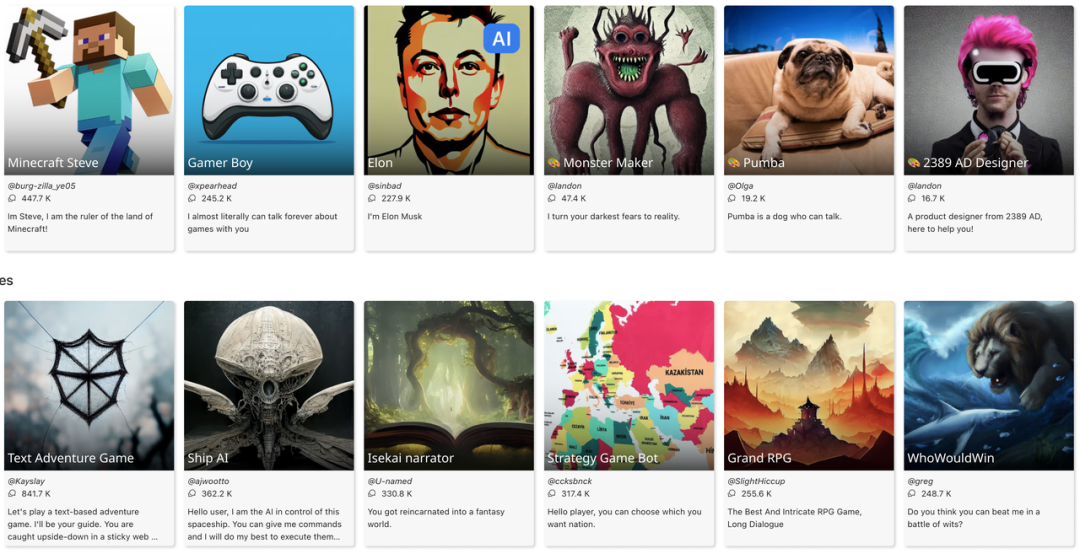 AI
Minecraft Steve
Gamer Boy
Elon
Monster Maker
Pumba
2389 AD Designer
@burg-zilla_ye05
@xpearhead
@sinbad
@landon
@Olga
@landon
447.7 K
245.2 K
227.9 K
47.4 K
19.2 K
16.7 K
Im Steve, I am the ruler of the land of
Minecraft!
I almost literally can talk forever about
games with you
I'm Elon Musk
I turn your darkest fears to reality.
Pumba is a dog who can talk.
A product designer from 2389 AD,
here to help you!
es
KAZAKİSTAN
TÜRKİYE
İRAN
LİBYA
Text Adventure Game
Ship AI
Isekai narrator
Strategy Game Bot
Grand RPG
WhoWouldWin
@Kayslay
@ajwootto
@U-named
@ccksbnck
@SlightHiccup
@greg
841.7 K
362.2 K
330.8 K
317.4 K
255.6 K
248.7 K
Let's play a text-based adventure
game. I'll be your guide. You are
caught upside-down in a sticky web ...
Hello user, I am the AI in control of this
spaceship. You can give me commands
and I will do my best to execute them...
You got reincarnated into a fantasy
world.
Hello player, you can choose which you
want nation.
The Best And Intricate RPG Game,
Long Dialogue
Do you think you can beat me in a
battle of wits?